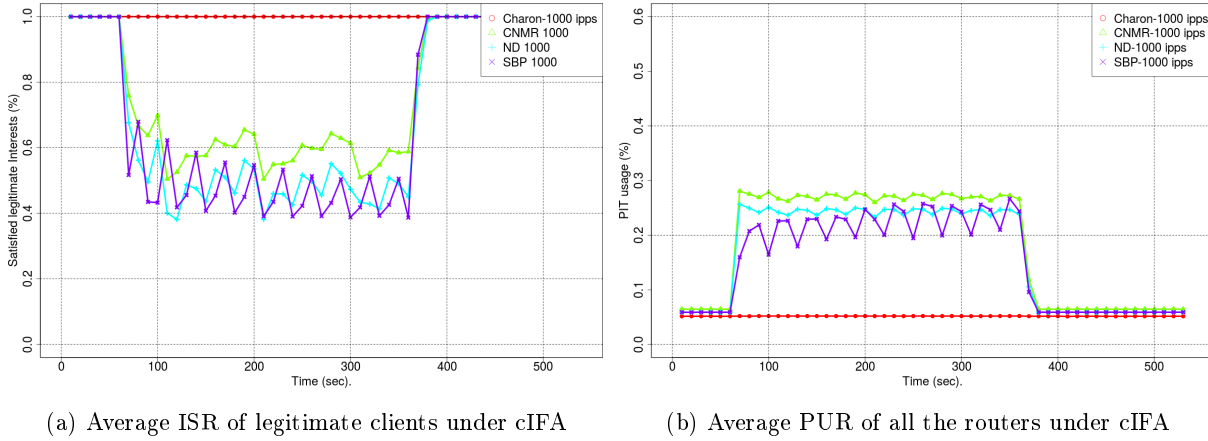 Satisfied legitimate Interests (%)
1.0
0.8
0.6
0.4
0.2
0.0
Charon-1000 ipps
CNMR 1000
ND 1000
SBP 1000
0 100 200 300 400 500
Time (sec).
(a) Average ISR of legitimate clients under cIFA
PIT usage (%)
0.6
0.5
0.4
0.3
0.2
0.1
0.0
Charon-1000 ipps
CNMR-1000 ipps
ND-1000 ipps
SBP-1000 ipps
0 100 200 300 400 500
Time (sec).
(b) Average PUR of all the routers under cIFA